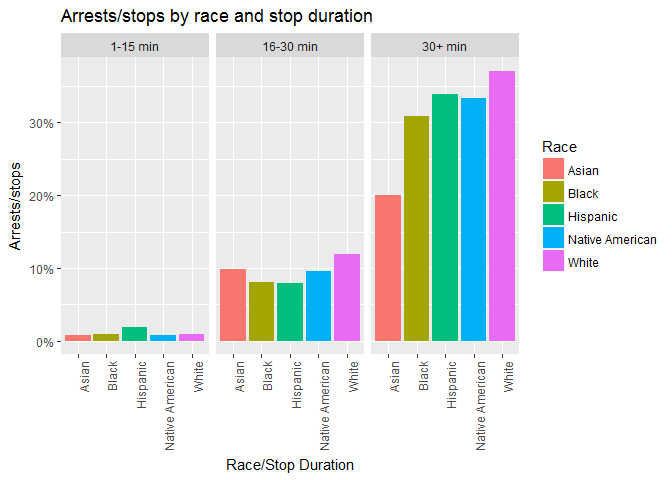 Arrests/stops by race and stop duration
1-15 min
16-30 min
30+ min
30%
20%
10%
0%
Arrests/stops
Asian
Black
Hispanic
Native American
White
Asian
Black
Hispanic
Native American
White
Asian
Black
Hispanic
Native American
White
Race/Stop Duration
Race
Asian
Black
Hispanic
Native American
White